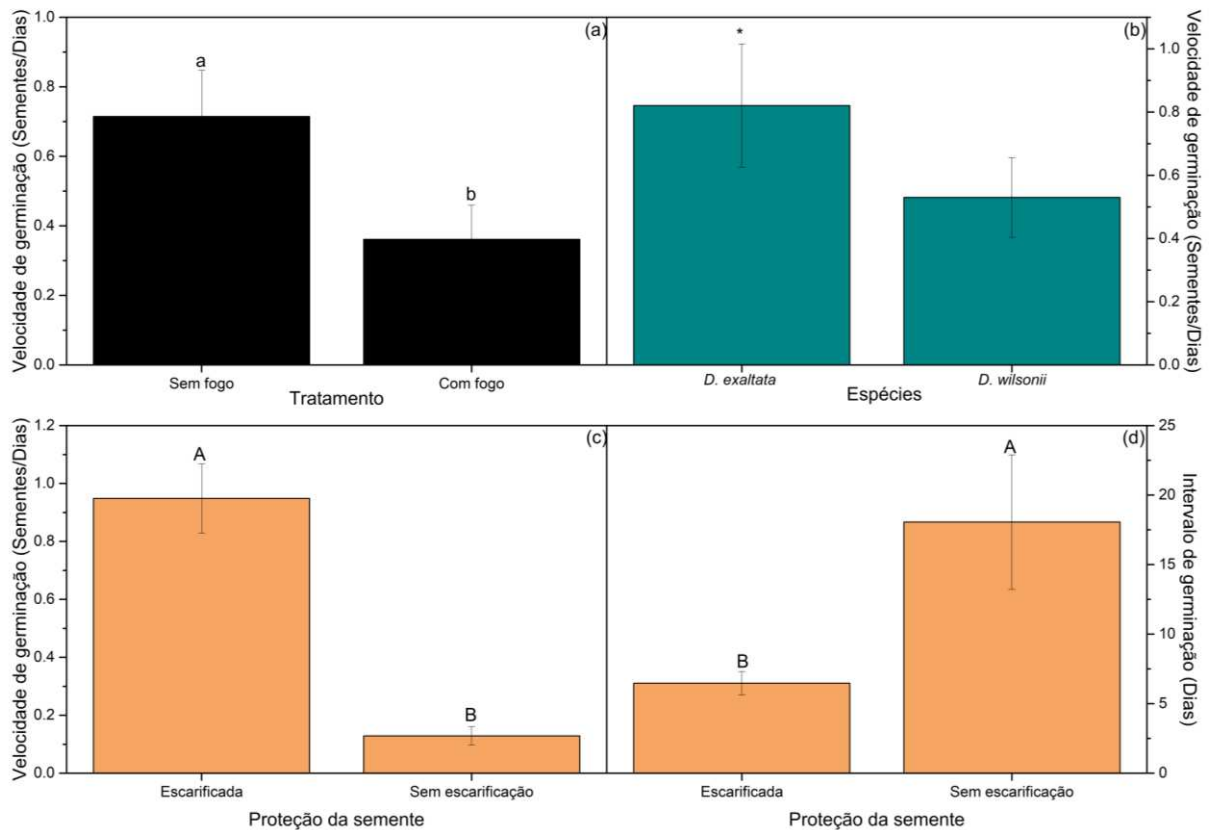 (a)
Velocidade de germinação (Sementes/Dias)
1.0
0.8
0.6
0.4
0.2
0.0
a
b
Sem fogo
Com fogo
Tratamento
(b)
*
1.0
0.8
0.6
0.4
0.2
0.0
Velocidade de germinação (Sementes/Dias)
D. exaltata
D. wilsonii
Espécies
(c)
Velocidade de germinação (Sementes/Dias)
1.2
1.0
0.8
0.6
0.4
0.2
0.0
A
B
Escarificada
Sem escarificação
Proteção da semente
(d)
A
B
25
20
15
10
5
0
Intervalo de germinação (Dias)
Escarificada
Sem escarificação
Proteção da semente